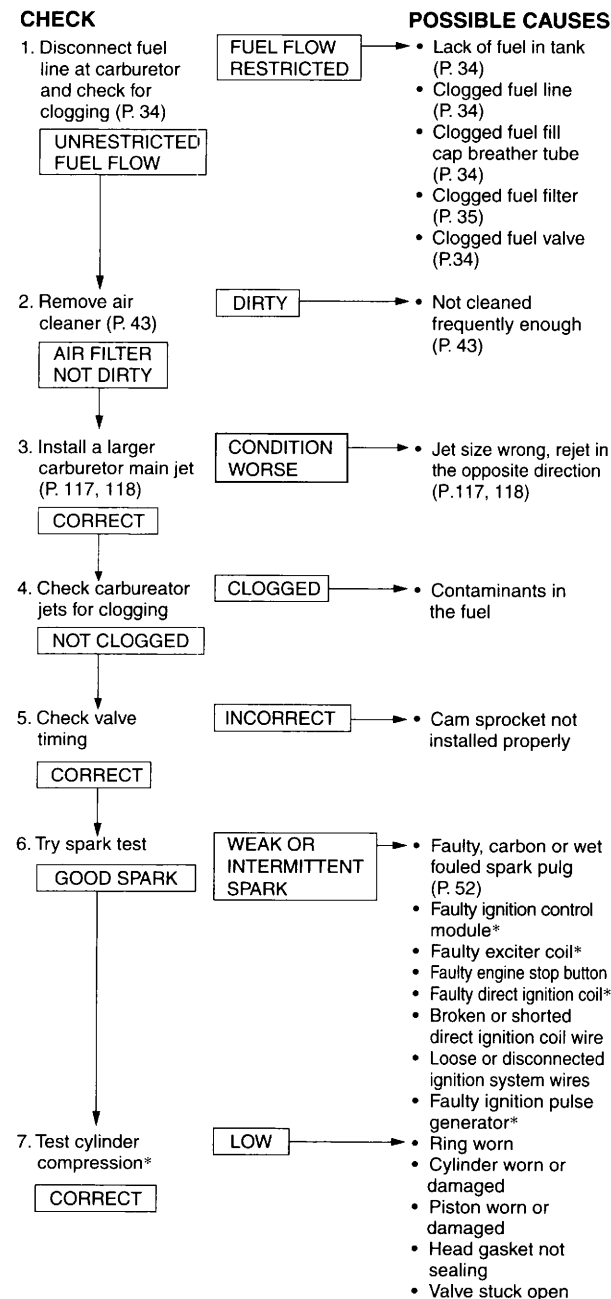 CHECK
POSSIBLE CAUSES
1. Disconnect fuel
line at carburetor
and check for
clogging (P. 34)
FUEL FLOW
RESTRICTED
• Lack of fuel in tank
(P. 34)
• Clogged fuel line
(P. 34)
• Clogged fuel fill
cap breather tube
(P. 34)
• Clogged fuel filter
(P. 35)
• Clogged fuel valve
(P.34)
UNRESTRICTED
FUEL FLOW
2. Remove air
cleaner (P. 43)
DIRTY
• Not cleaned
frequently enough
(P. 43)
AIR FILTER
NOT DIRTY
3. Install a larger
carburetor main jet
(P. 117, 118)
CONDITION
WORSE
• Jet size wrong, rejet in
the opposite direction
(P.117, 118)
CORRECT
4. Check carbureator
jets for clogging
CLOGGED
• Contaminants in
the fuel
NOT CLOGGED
5. Check valve
timing
INCORRECT
• Cam sprocket not
installed properly
CORRECT
6. Try spark test
WEAK OR
INTERMITTENT
SPARK
• Faulty, carbon or wet
fouled spark pulg
(P. 52)
• Faulty ignition control
module*
• Faulty exciter coil*
• Faulty engine stop button
• Faulty direct ignition coil*
• Broken or shorted
direct ignition coil wire
• Loose or disconnected
ignition system wires
• Faulty ignition pulse
generator*
GOOD SPARK
7. Test cylinder
compression*
LOW
• Ring worn
• Cylinder worn or
damaged
• Piston worn or
damaged
• Head gasket not
sealing
• Valve stuck open
CORRECT